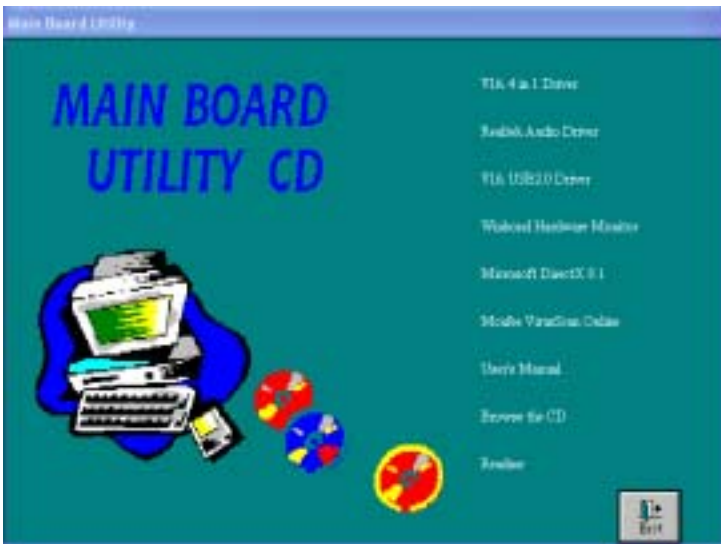 Main Board Utility
MAIN BOARD
UTILITY CD
VIA 4 in 1 Driver
Realtek Audio Driver
VIA USB2.0 Driver
Winbond Hardware Monitor
Microsoft DirectX 8.1
Mcafee VirusScan Online
User's Manual
Browse the CD
Readme
Exit